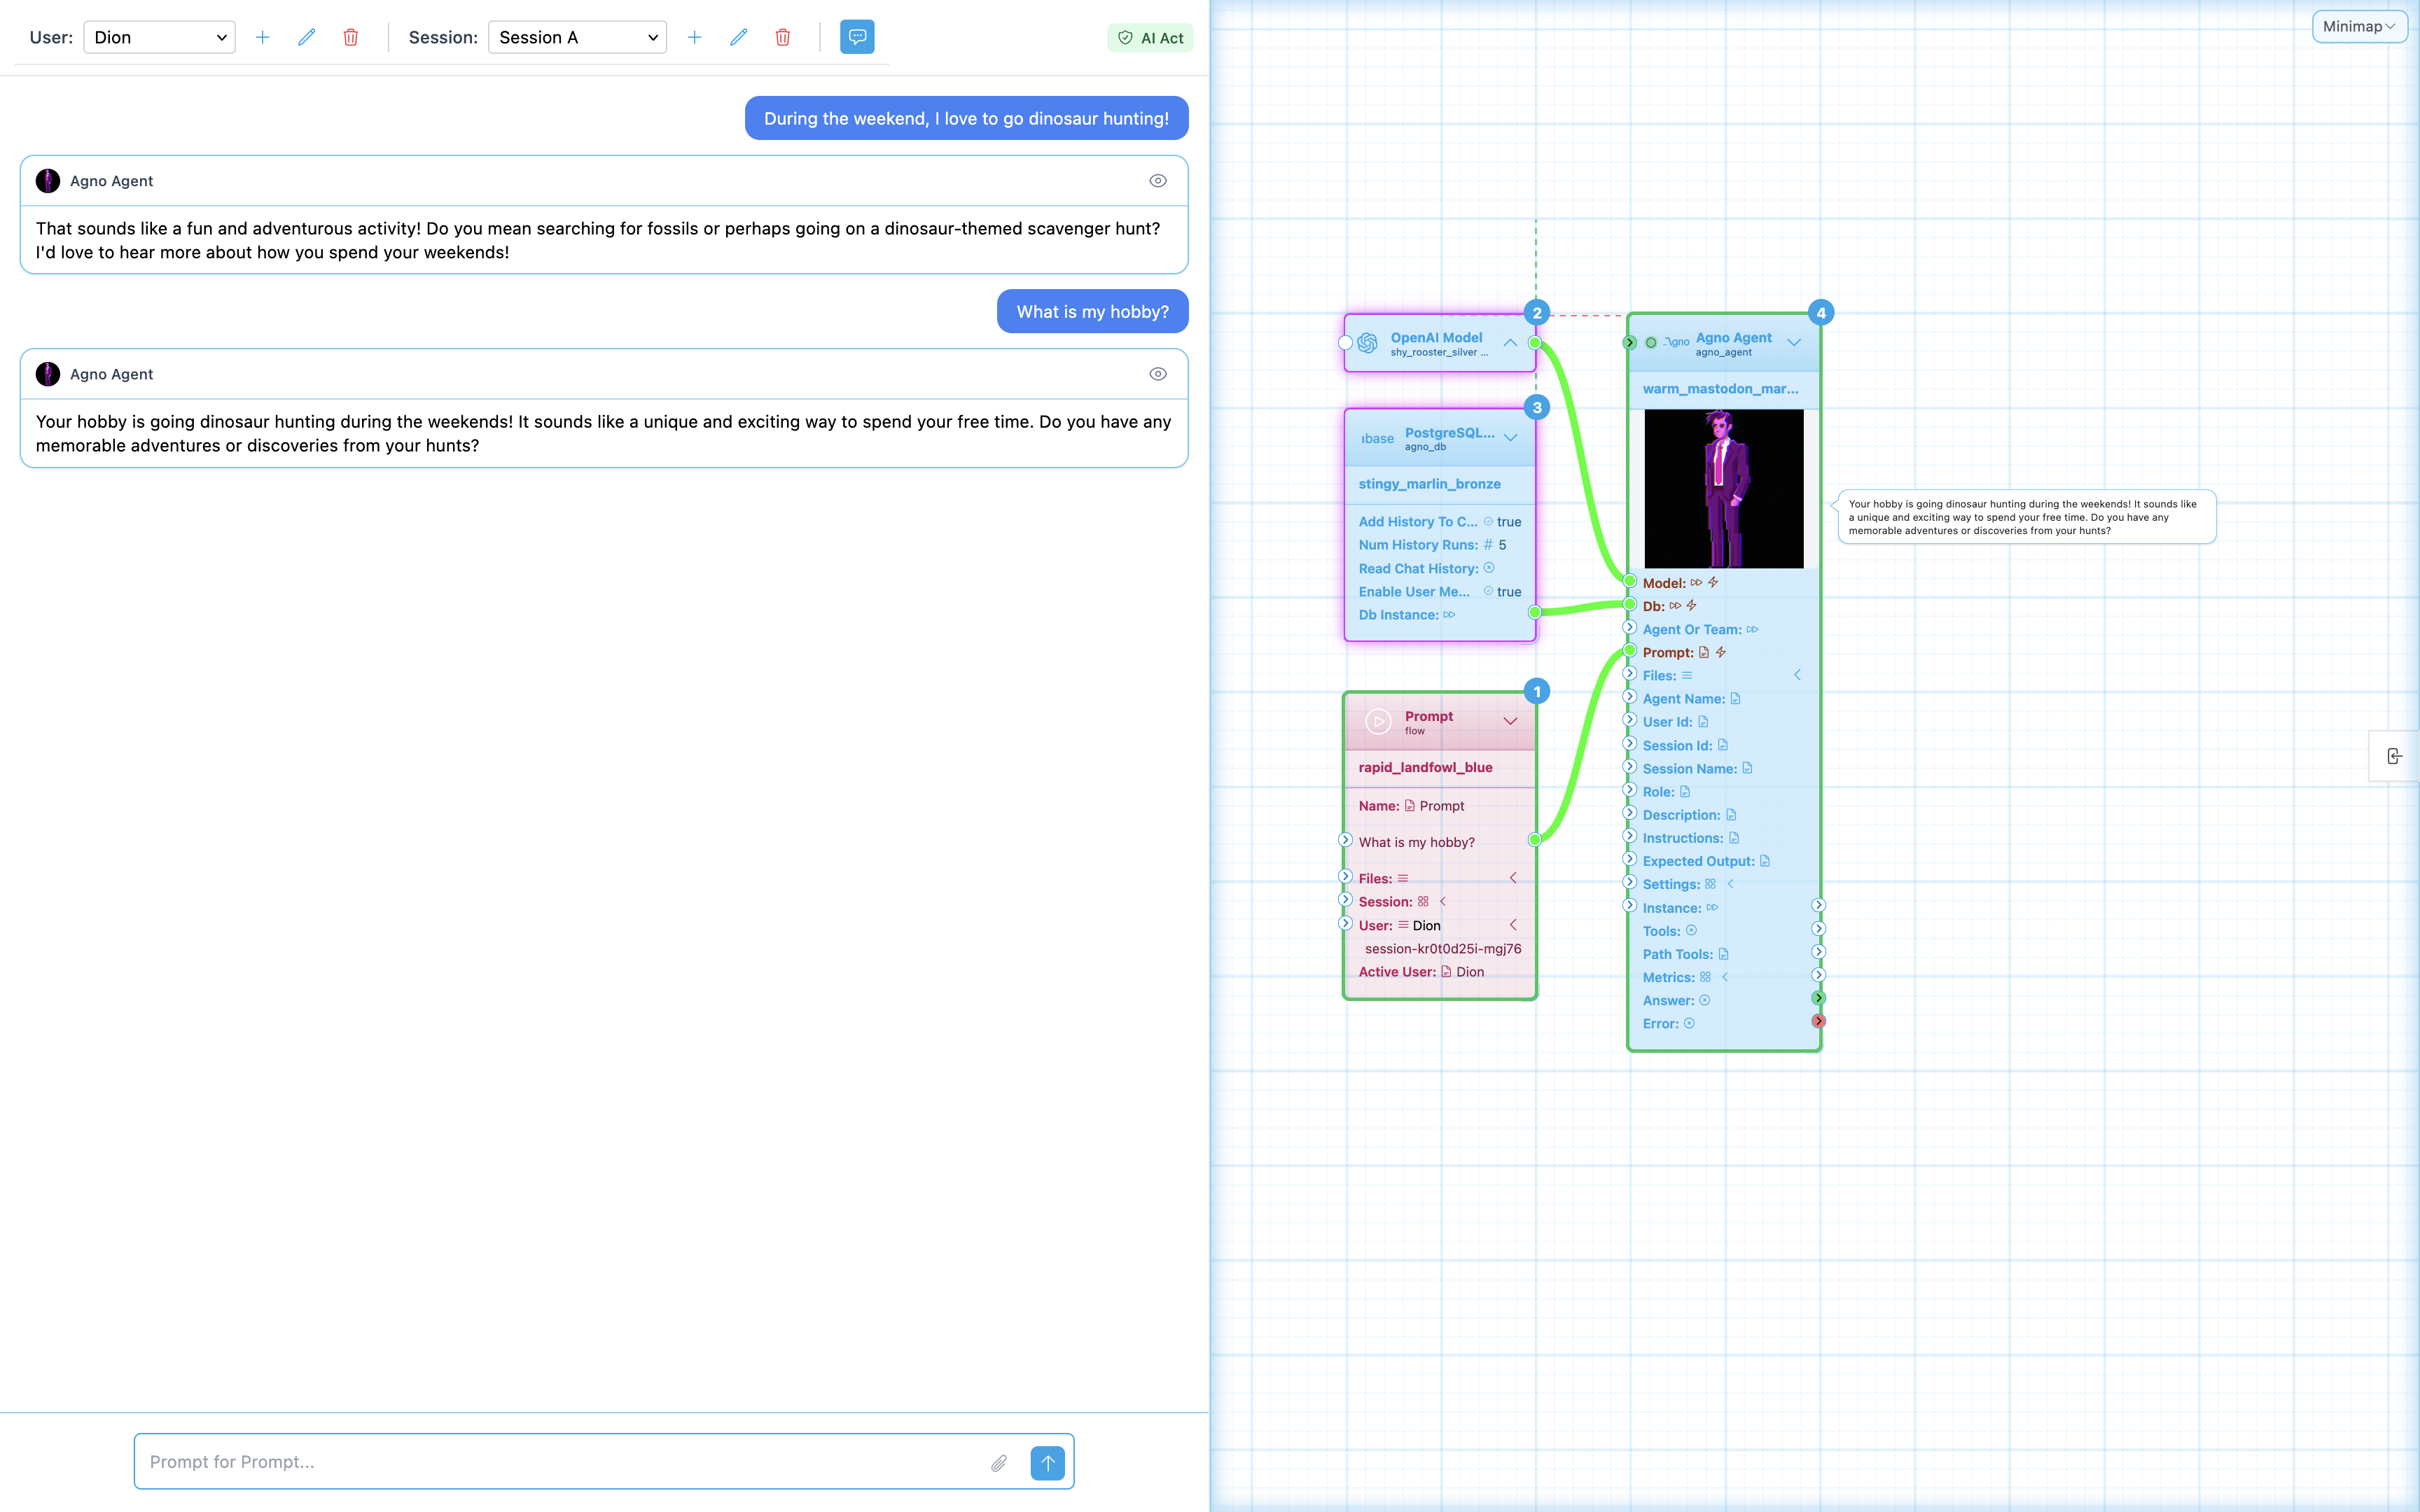 User: Dion Session: Session A AI Act
During the weekend, I love to go dinosaur hunting!
Agno Agent
That sounds like a fun and adventurous activity! Do you mean searching for fossils or perhaps going on a dinosaur-themed scavenger hunt?
I'd love to hear more about how you spend your weekends!
What is my hobby?
Agno Agent
Your hobby is going dinosaur hunting during the weekends! It sounds like a unique and exciting way to spend your free time. Do you have any
memorable adventures or discoveries from your hunts?
Prompt for Prompt...
Minimap
2
OpenAI Model
shy_rooster_silver ...
3
abase
PostgreSQL...
agno_db
stingy_marlin_bronze
Add History To C... true
Num History Runs: # 5
Read Chat History:
Enable User Me... true
Db Instance:
1
Prompt
flow
rapid_landfowl_blue
Name: Prompt
What is my hobby?
Files:
Session:
User: Dion
session-kr0t0d25i-mgj76
Active User: Dion
4
agno
Agno Agent
agno_agent
warm_mastodon_mar...
Model:
Db:
Agent Or Team:
Prompt:
Files:
Agent Name:
User Id:
Session Id:
Session Name:
Role:
Description:
Instructions:
Expected Output:
Settings:
Instance:
Tools:
Path Tools:
Metrics:
Answer:
Error:
Your hobby is going dinosaur hunting during the weekends! It sounds like
a unique and exciting way to spend your free time. Do you have any
memorable adventures or discoveries from your hunts?